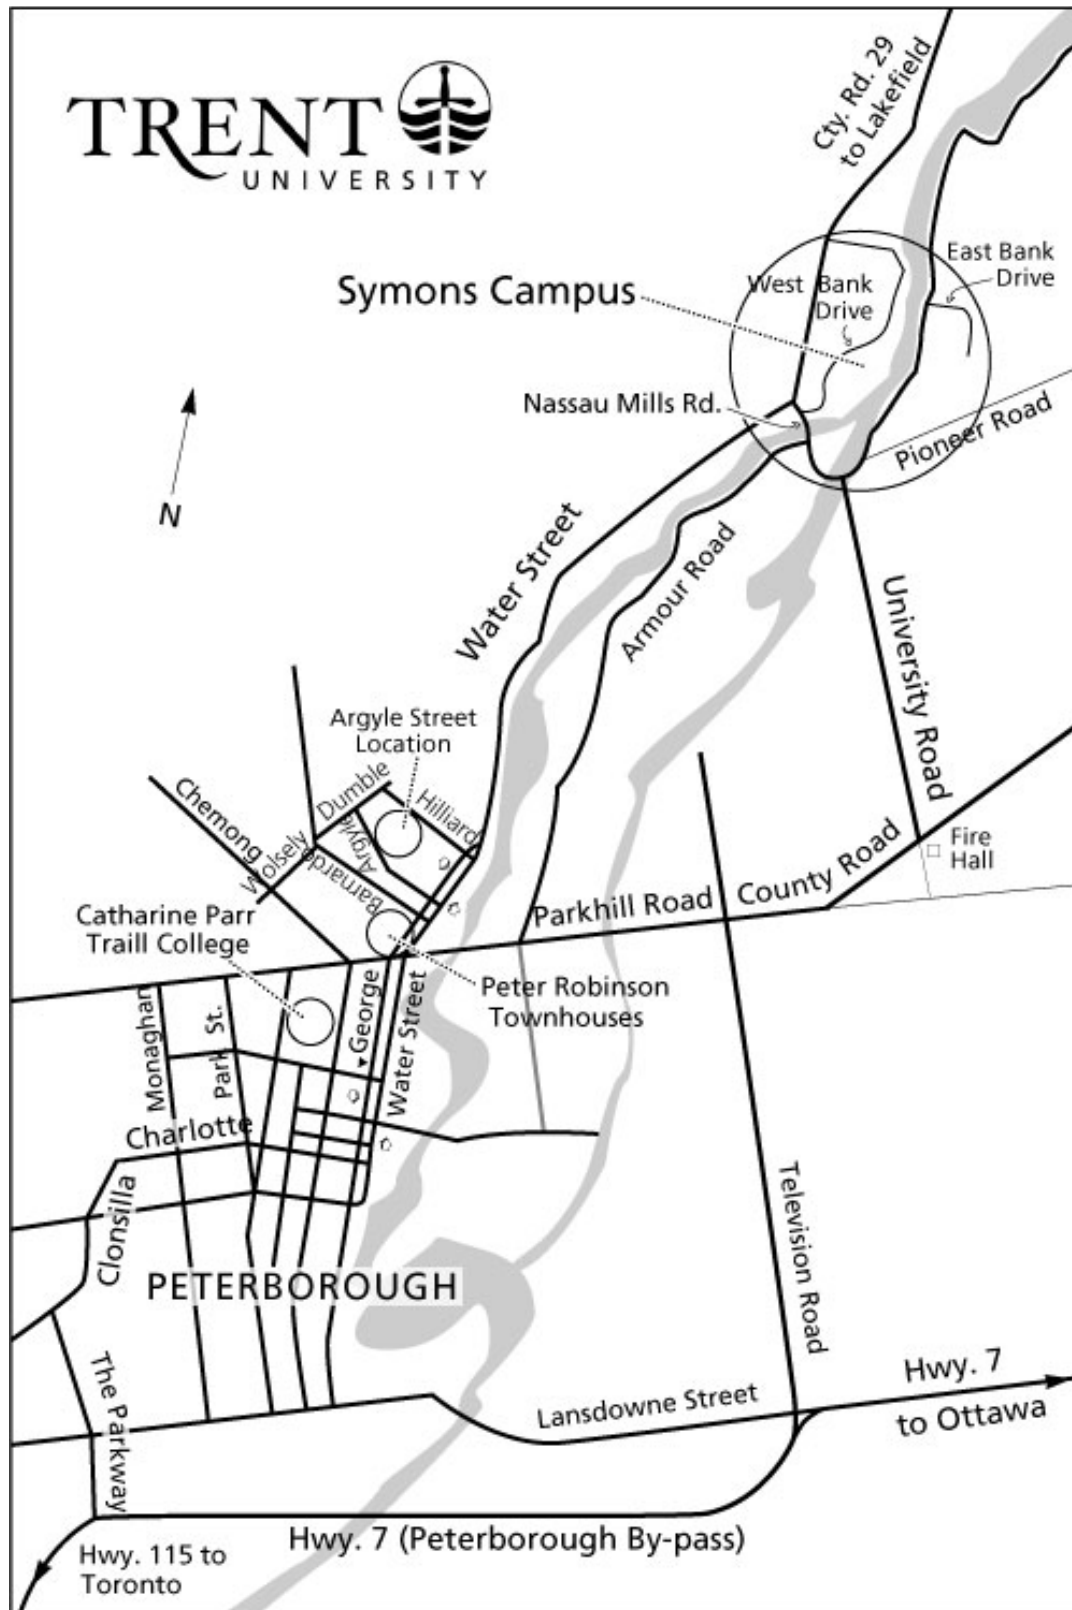 TRENT
UNIVERSITY
Cty. Rd. 29
to Lakefield
Symons Campus
West Bank
Drive
East Bank
Drive
Nassau Mills Rd.
Pioneer Road
N
Water Street
Armour Road
University Road
Argyle Street
Location
Chemong
Wolsely
Dumble
Hilliard
Argyle
Barnardo
Fire
Hall
County Road
Parkhill Road
Catharine Parr
Traill College
Peter Robinson
Townhouses
Monaghan
Park St.
George
Water Street
Charlotte
Clonsilla
PETERBOROUGH
Television Road
The Parkway
Lansdowne Street
Hwy. 7
to Ottawa
Hwy. 7 (Peterborough By-pass)
Hwy. 115 to
Toronto